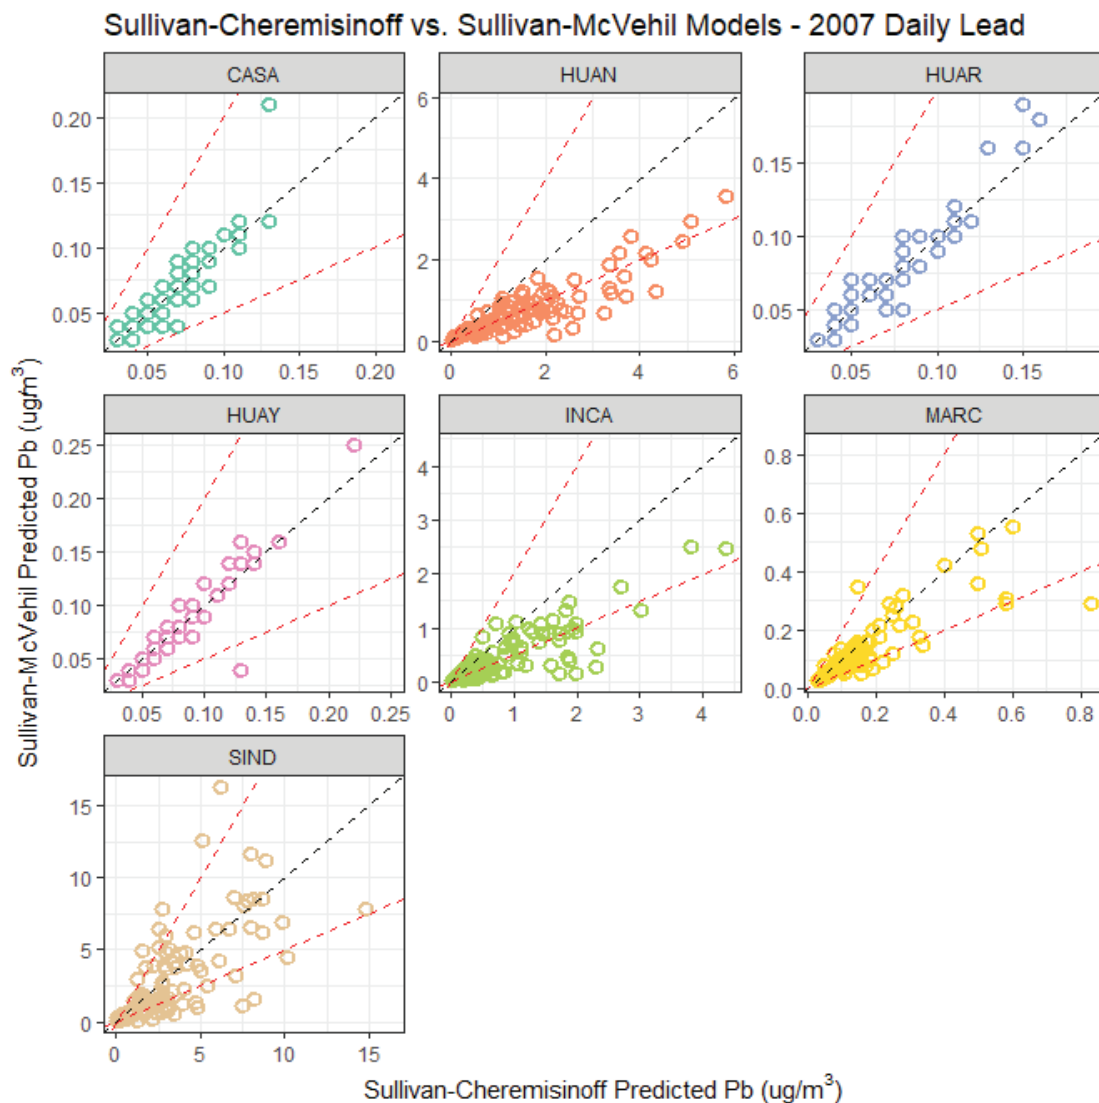 Sullivan-Cheremisinoff vs. Sullivan-McVehil Models - 2007 Daily Lead
CASA
HUAN
HUAR
0.20
0.15
0.10
0.05
6
4
2
0
0.15
0.10
0.05
0.05 0.10 0.15 0.20
0 2 4 6
0.05 0.10 0.15
HUAY
INCA
MARC
0.25
0.20
0.15
0.10
0.05
4
3
2
1
0
0.8
0.6
0.4
0.2
0.0
0.05 0.10 0.15 0.20 0.25
0 1 2 3 4
0.0 0.2 0.4 0.6 0.8
SIND
15
10
5
0
0 5 10 15
Sullivan-McVehil Predicted Pb (ug/m³)
Sullivan-Cheremisinoff Predicted Pb (ug/m³)